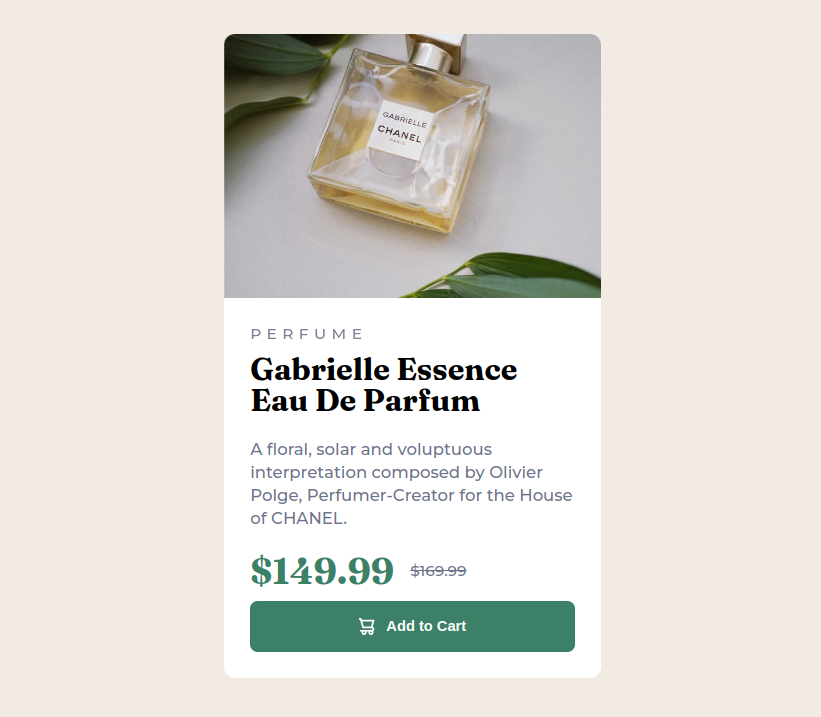 GABRIELLE
CHANEL
PARIS
PERFUME
Gabrielle Essence
Eau De Parfum
A floral, solar and voluptuous
interpretation composed by Olivier
Polge, Perfumer-Creator for the House
of CHANEL.
$149.99 $169.99
Add to Cart